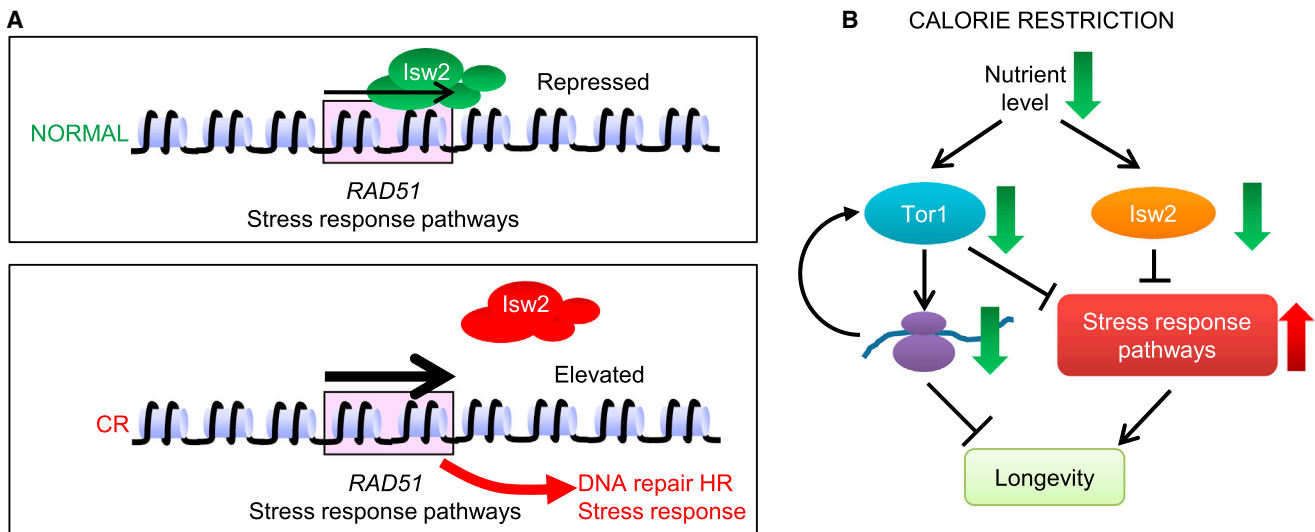 A
Isw2
Repressed
NORMAL
RAD51
Stress response pathways
Isw2
Elevated
CR
RAD51
Stress response pathways
DNA repair HR
Stress response
B
CALORIE RESTRICTION
Nutrient
level
Tor1
Isw2
Stress response
pathways
Longevity